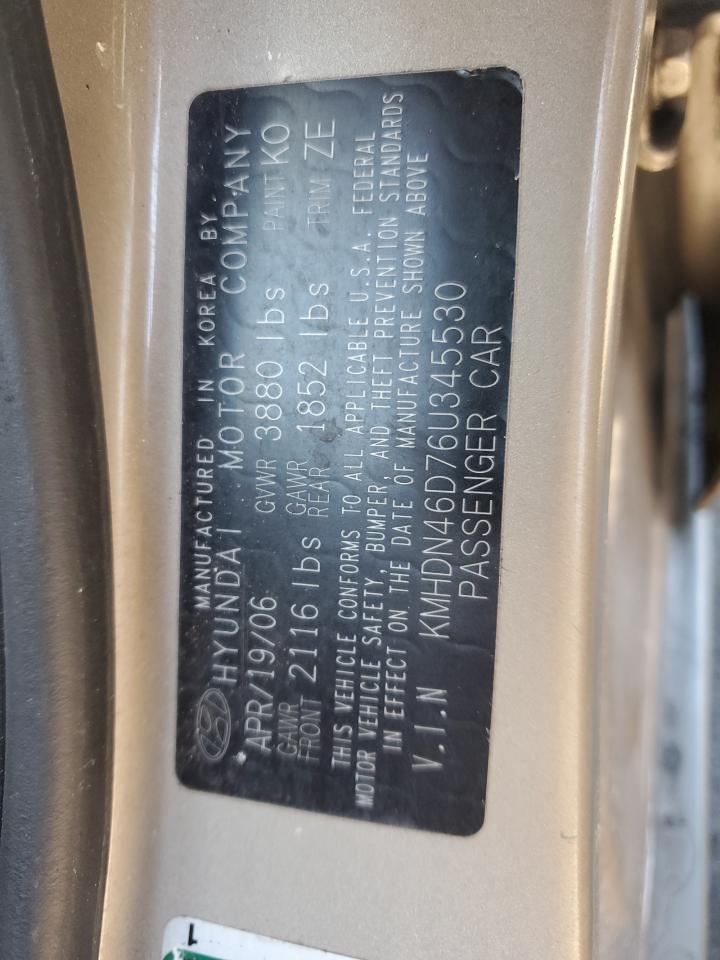 MANUFACTURED IN KOREA BY
HYUNDAI MOTOR COMPANY
APR/19/06 GVWR 3880 lbs PAINT KO
GAWR FRONT 2116 lbs GAWR REAR 1852 lbs TRIM ZE
THIS VEHICLE CONFORMS TO ALL APPLICABLE U.S.A. FEDERAL
MOTOR VEHICLE SAFETY, BUMPER, AND THEFT PREVENTION STANDARDS
IN EFFECT ON THE DATE OF MANUFACTURE SHOWN ABOVE
V.I.N KMHDN46D76U345530
PASSENGER CAR
1